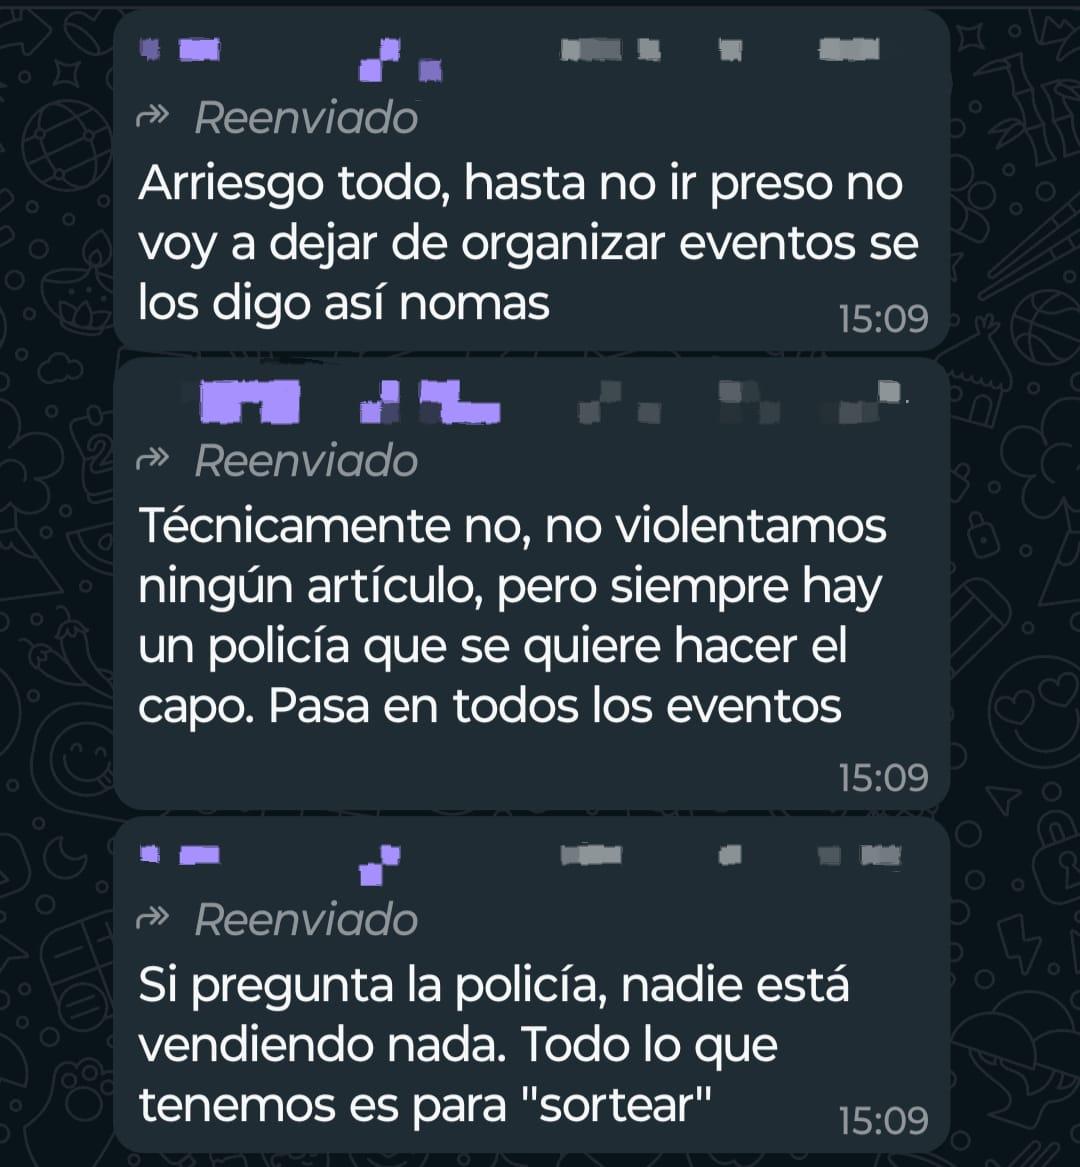 Reenviado
Arriesgo todo, hasta no ir preso no
voy a dejar de organizar eventos se
los digo así nomas
15:09
Reenviado
Técnicamente no, no violentamos
ningún artículo, pero siempre hay
un policía que se quiere hacer el
capo. Pasa en todos los eventos
15:09
Reenviado
Si pregunta la policía, nadie está
vendiendo nada. Todo lo que
tenemos es para "sortear"
15:09